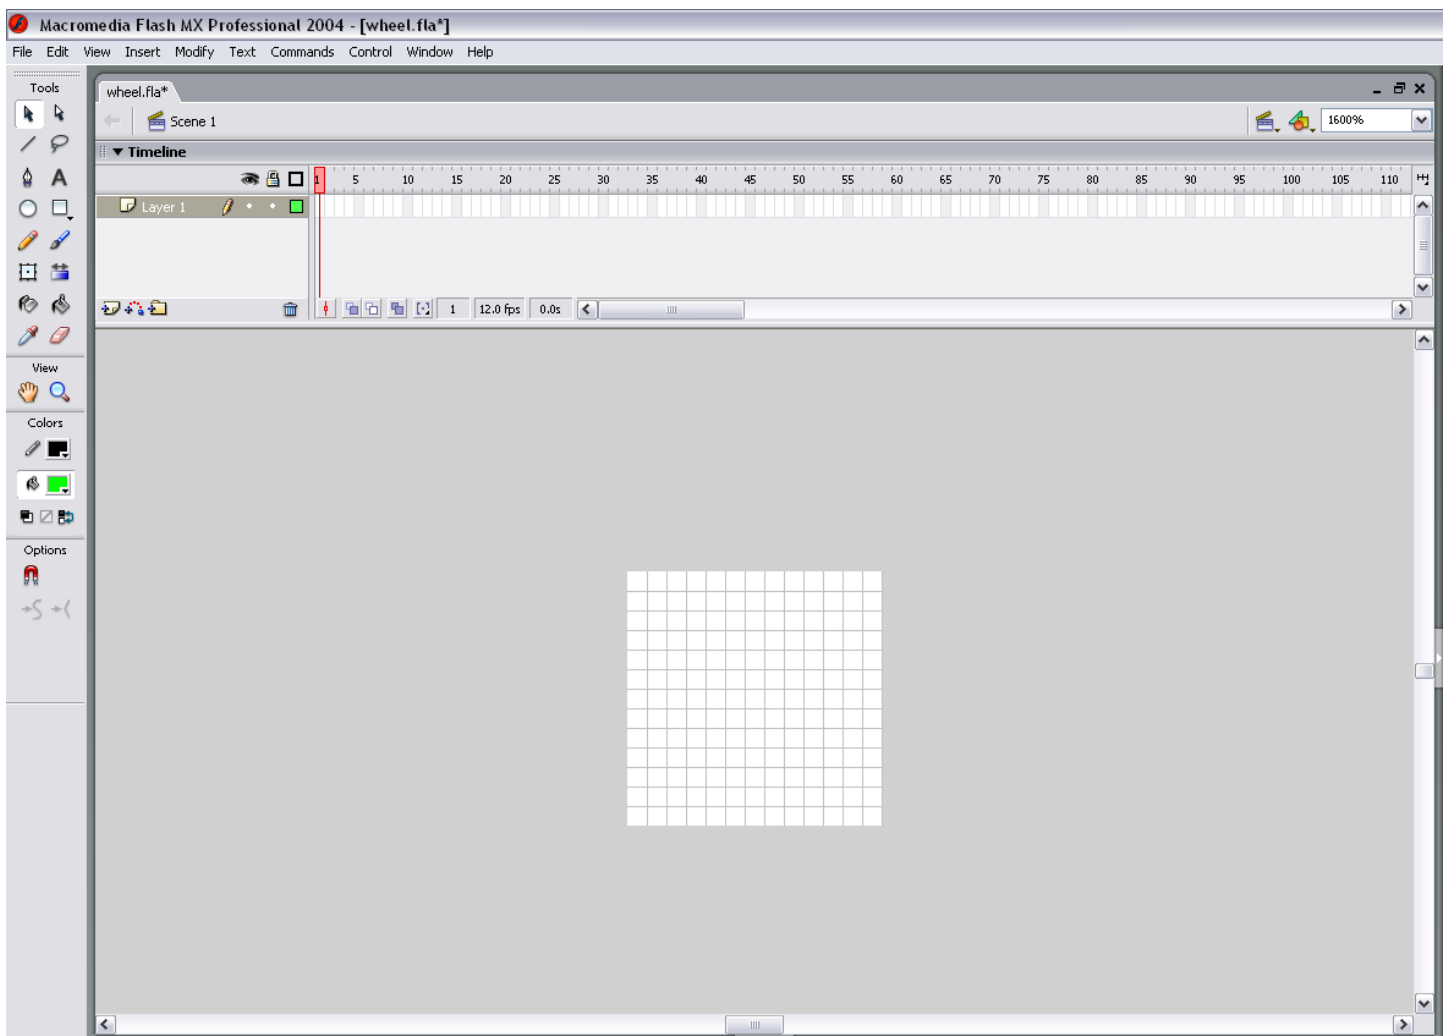 Macromedia Flash MX Professional 2004 - [wheel.fla*]
File Edit View Insert Modify Text Commands Control Window Help
Tools
wheel.fla*
Scene 1
1600%
Timeline
1 5 10 15 20 25 30 35 40 45 50 55 60 65 70 75 80 85 90 95 100 105 110
Layer 1
1 12.0 fps 0.0s
View
Colors
Options